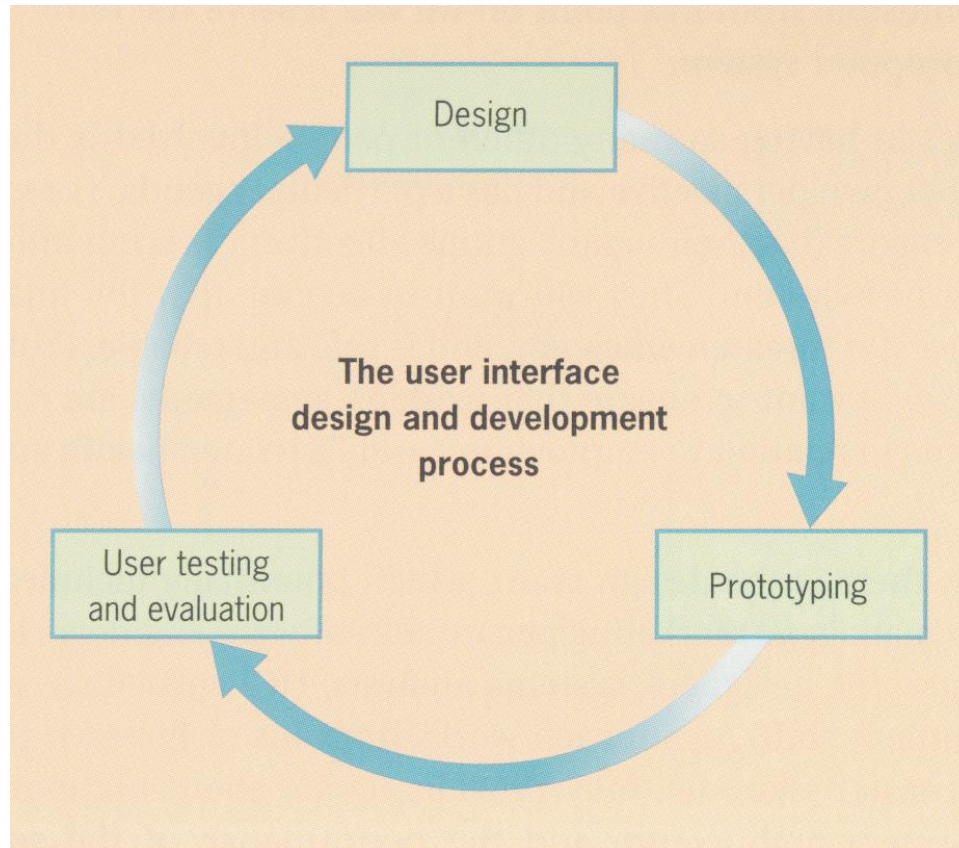 Design
The user interface
design and development
process
User testing
and evaluation
Prototyping